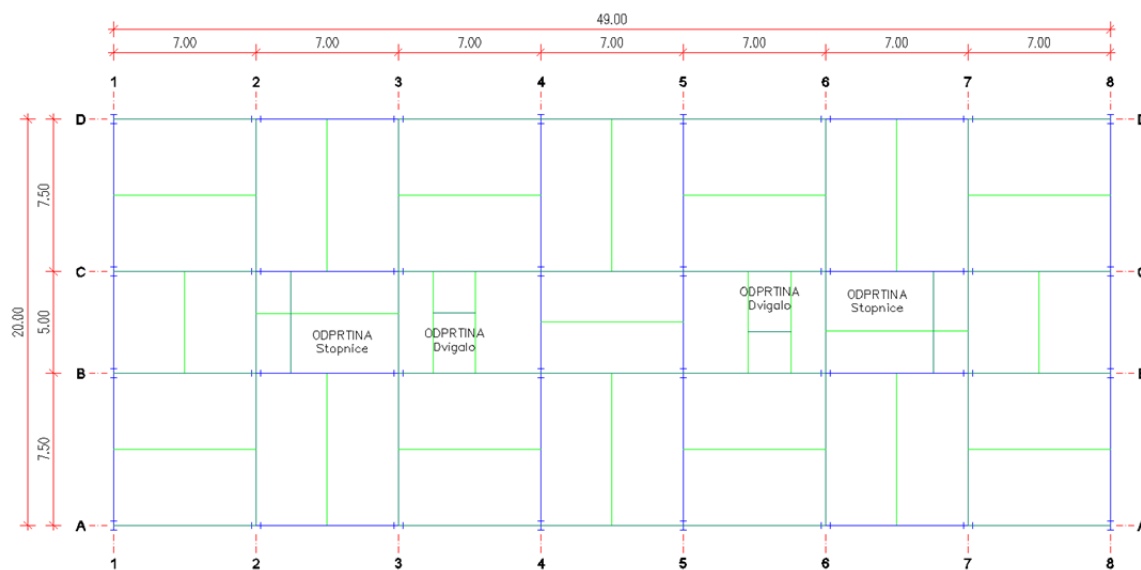 49.00
7.00 7.00 7.00 7.00 7.00 7.00 7.00
1 2 3 4 5 6 7 8
D D
7.50
C C
ODPRTINA
Dvigalo
ODPRTINA
Stopnice
20.00
5.00
ODPRTINA
Stopnice
ODPRTINA
Dvigalo
B B
7.50
A A
1 2 3 4 5 6 7 8